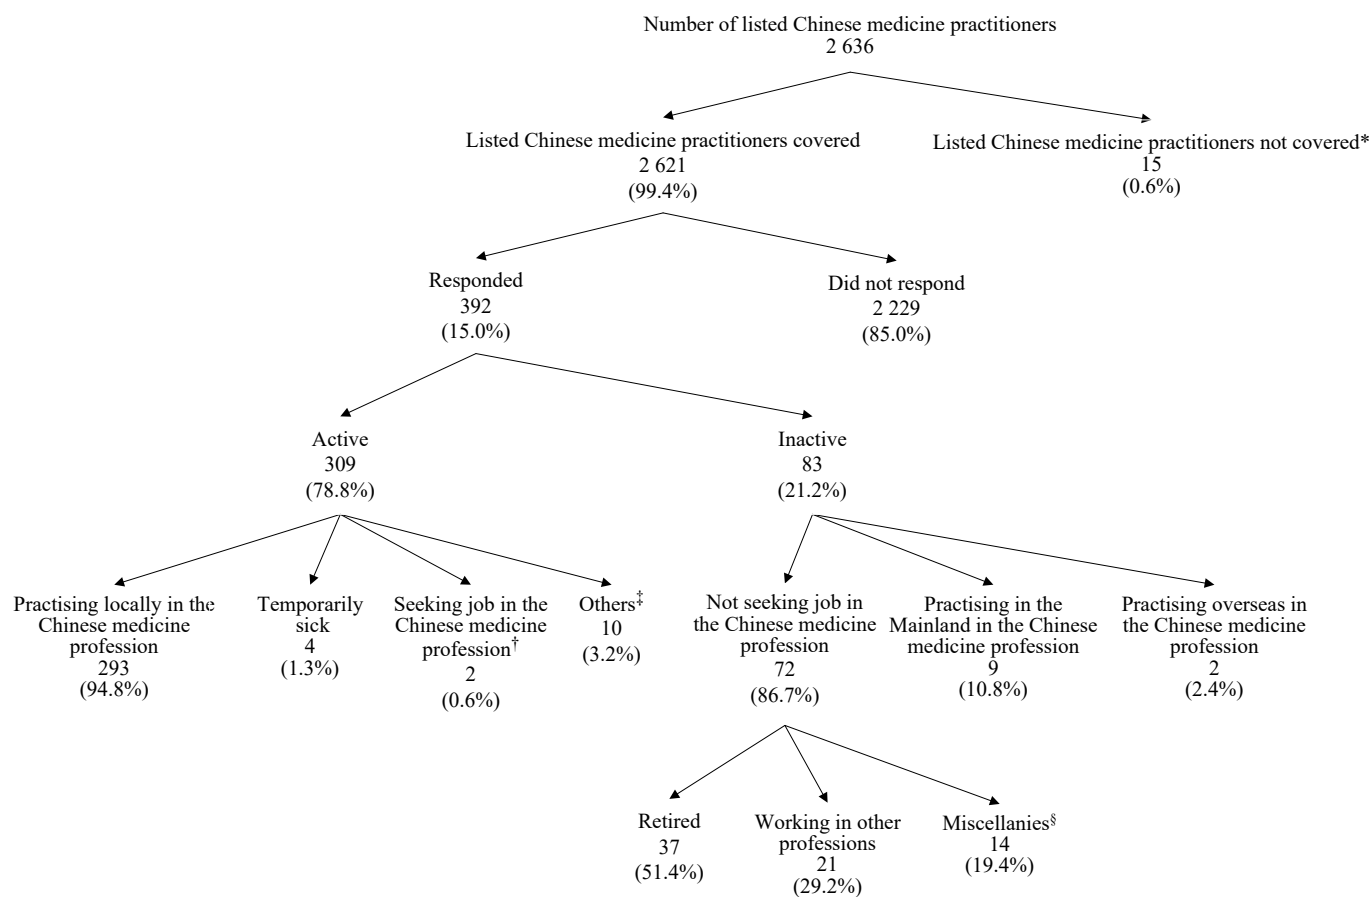 Number of listed Chinese medicine practitioners
2 636
Listed Chinese medicine practitioners covered
2 621
(99.4%)
Listed Chinese medicine practitioners not covered*
15
(0.6%)
Responded
392
(15.0%)
Did not respond
2 229
(85.0%)
Active
309
(78.8%)
Inactive
83
(21.2%)
Practising locally in the
Chinese medicine
profession
293
(94.8%)
Temporarily
sick
4
(1.3%)
Seeking job in the
Chinese medicine
profession†
2
(0.6%)
Others‡
10
(3.2%)
Not seeking job in
the Chinese medicine
profession
72
(86.7%)
Practising in the
Mainland in the Chinese
medicine profession
9
(10.8%)
Practising overseas in
the Chinese medicine
profession
2
(2.4%)
Retired
37
(51.4%)
Working in other
professions
21
(29.2%)
Miscellanies§
14
(19.4%)